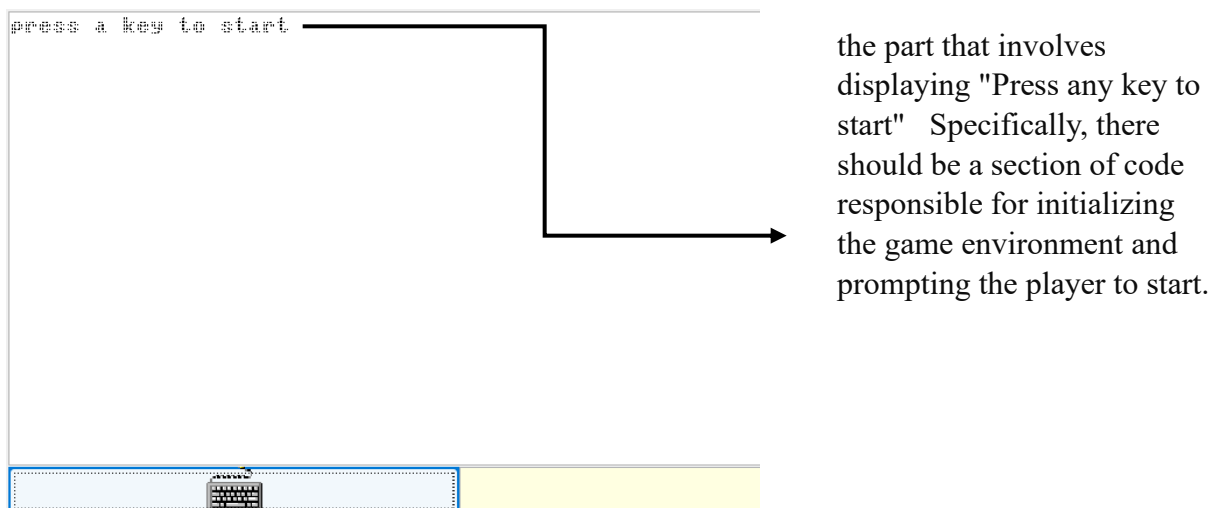 press a key to start
the part that involves
displaying "Press any key to
start"   Specifically, there
should be a section of code
responsible for initializing
the game environment and
prompting the player to start.